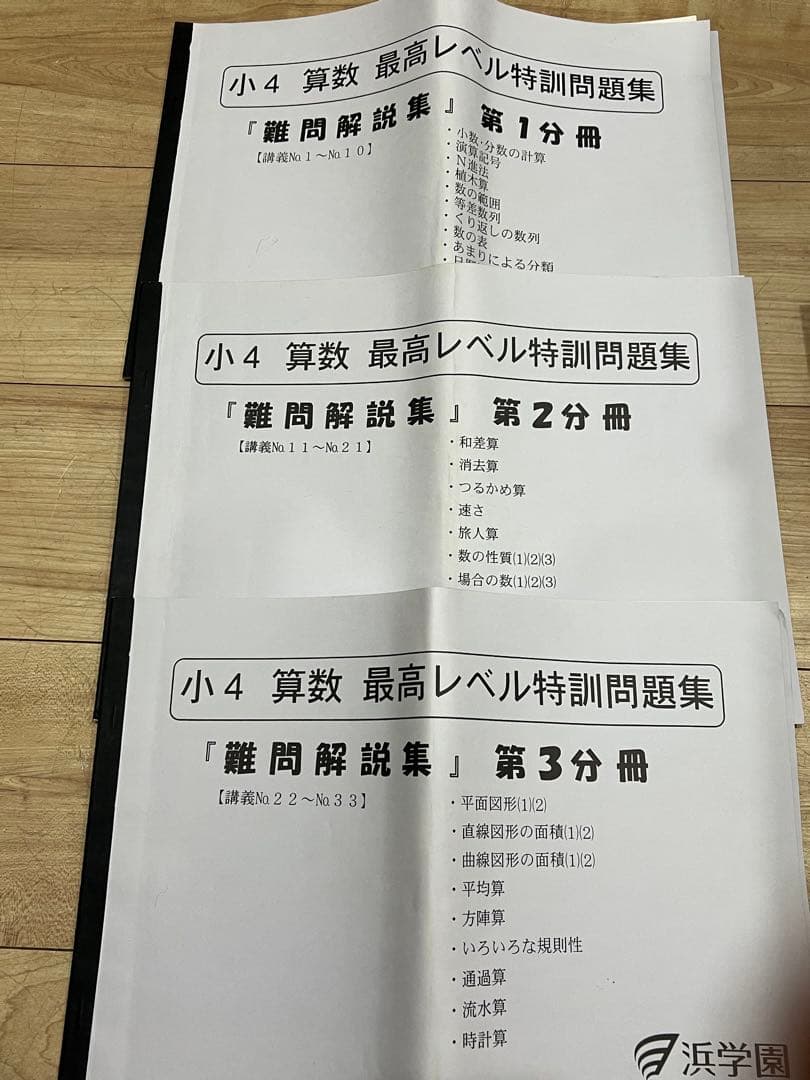 小４ 算数 最高レベル特訓問題集
『難問解説集』 第１分冊
【講義№１～№１０】
・小数・分数の計算
・演算記号
・Ｎ進法
・植木算
・数の範囲
・等差数列
・くり返しの数列
・数の表
・あまりによる分類
小４ 算数 最高レベル特訓問題集
『難問解説集』 第２分冊
【講義№１１～№２１】
・和差算
・消去算
・つるかめ算
・速さ
・旅人算
・数の性質(1)(2)(3)
・場合の数(1)(2)(3)
小４ 算数 最高レベル特訓問題集
『難問解説集』 第３分冊
【講義№２２～№３３】
・平面図形(1)(2)
・直線図形の面積(1)(2)
・曲線図形の面積(1)(2)
・平均算
・方陣算
・いろいろな規則性
・通過算
・流水算
・時計算
浜学園